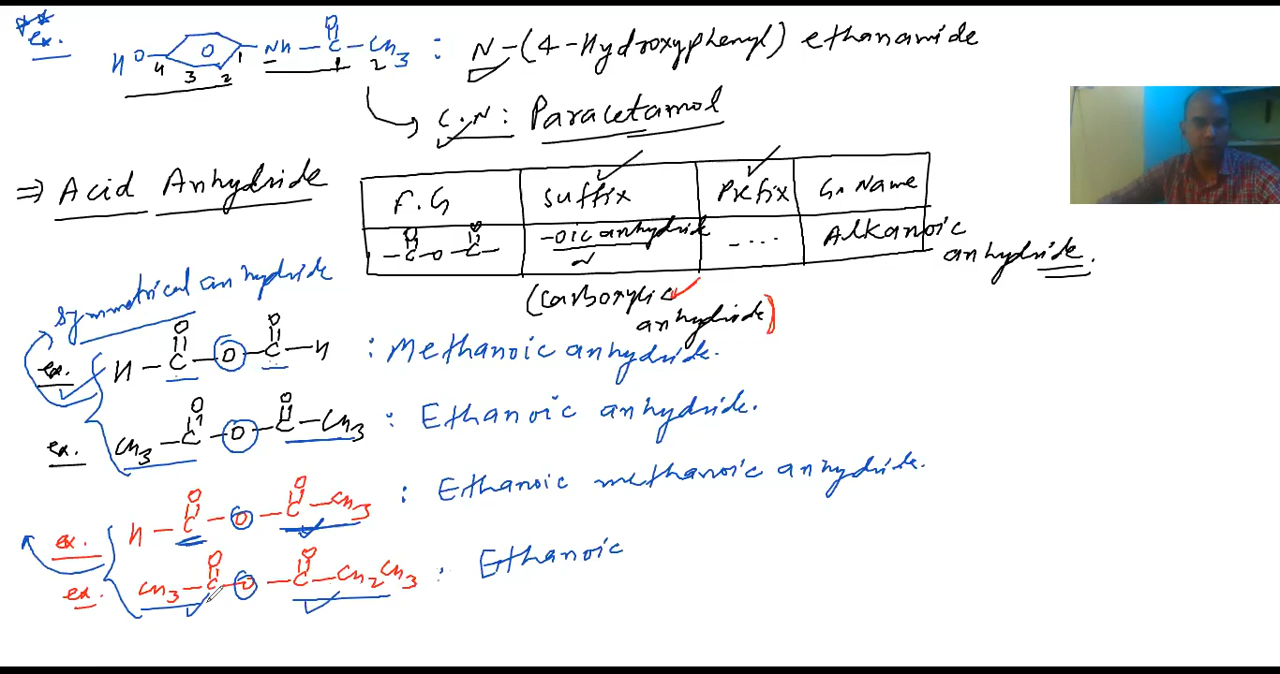 ex. HO 4 3 2 1 O NH – C – CH3 : N-(4-Hydroxyphenyl) ethanamide
O
1 2
C.N : Paracetamol
⇒ Acid Anhydride
F.G Suffix Prefix G. Name
O O
– C – O – C – -oic anhydride -... Alkanoic anhydride.
(Carboxylic anhydride)
Symmetrical anhydride
O O
ex. H – C – O – C – H : Methanoic anhydride.
O O
ex. CH3 – C – O – C – CH3 : Ethanoic anhydride.
O O
ex. H – C – O – C – CH3 : Ethanoic methanoic anhydride.
O O
ex. CH3 – C – O – C – CH2CH3 : Ethanoic